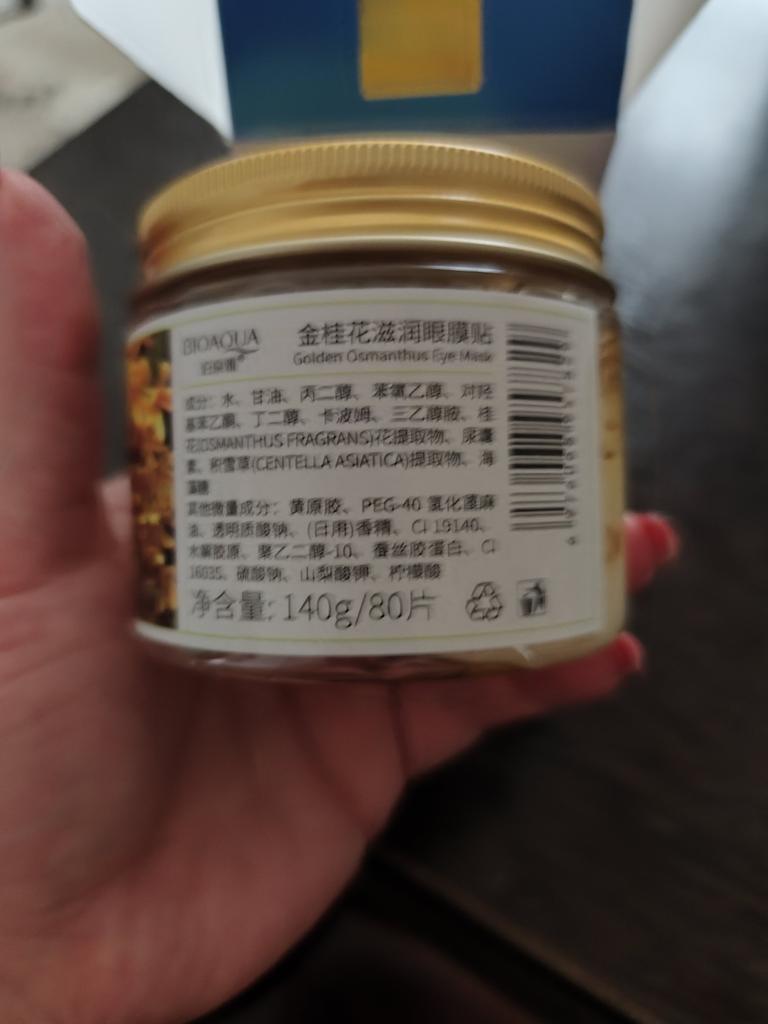 BIOAQUA
泊泉雅
金桂花滋润眼膜贴
Golden Osmanthus Eye Mask
成分:水、甘油、丙二醇、苯氧乙醇、对羟
基苯乙酮、丁二醇、卡波姆、三乙醇胺、桂
花(OSMANTHUS FRAGRANS)花提取物、尿囊
素、积雪草(CENTELLA ASIATICA)提取物、海
藻糖
其他微量成分:黄原胶、PEG-40 氢化蓖麻
油、透明质酸钠、(日用)香精、CI 19140、
水解胶原、聚乙二醇-10、蚕丝胶蛋白、CI
16035、硫酸钠、山梨酸钾、柠檬酸
净含量: 140g/80片